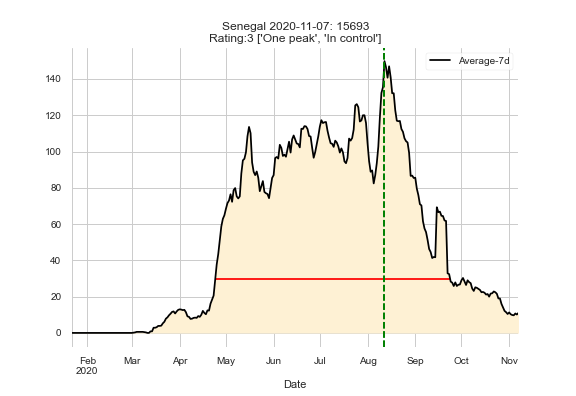 Senegal 2020-11-07: 15693
Rating:3 ['One peak', 'In control']
Average-7d
140
120
100
80
60
40
20
0
Feb Mar Apr May Jun Jul Aug Sep Oct Nov
2020
Date